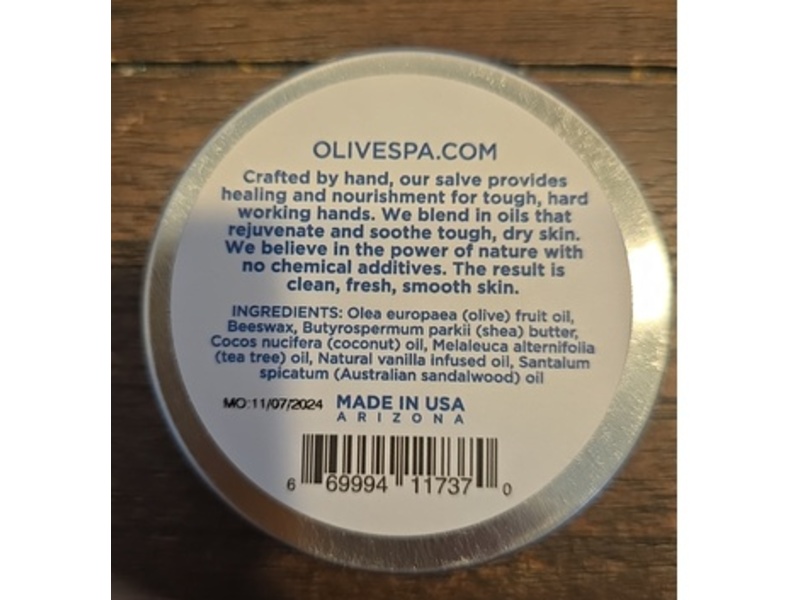 OLIVESPA.COM
Crafted by hand, our salve provides
healing and nourishment for tough, hard
working hands. We blend in oils that
rejuvenate and soothe tough, dry skin.
We believe in the power of nature with
no chemical additives. The result is
clean, fresh, smooth skin.
INGREDIENTS: Olea europaea (olive) fruit oil,
Beeswax, Butyrospermum parkii (shea) butter,
Cocos nucifera (coconut) oil, Melaleuca alternifolia
(tea tree) oil, Natural vanilla infused oil, Santalum
spicatum (Australian sandalwood) oil
MO:11/07/2024 MADE IN USA
ARIZONA
6 69994 11737 0